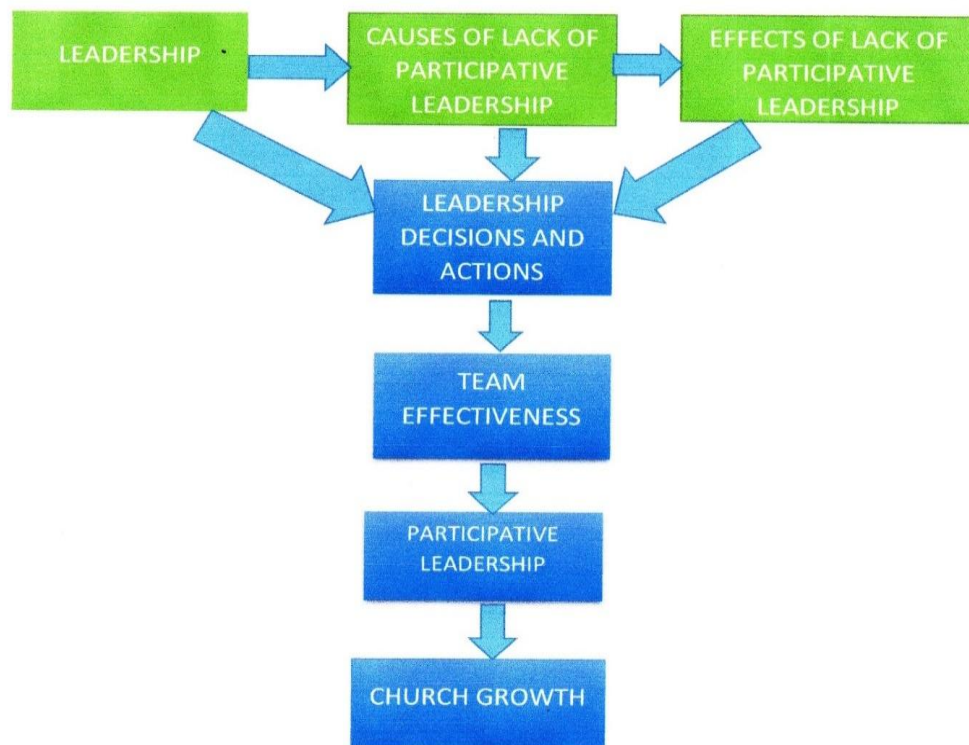 LEADERSHIP
CAUSES OF LACK OF
PARTICIPATIVE
LEADERSHIP
EFFECTS OF LACK OF
PARTICIPATIVE
LEADERSHIP
LEADERSHIP
DECISIONS AND
ACTIONS
TEAM
EFFECTIVENESS
PARTICIPATIVE
LEADERSHIP
CHURCH GROWTH